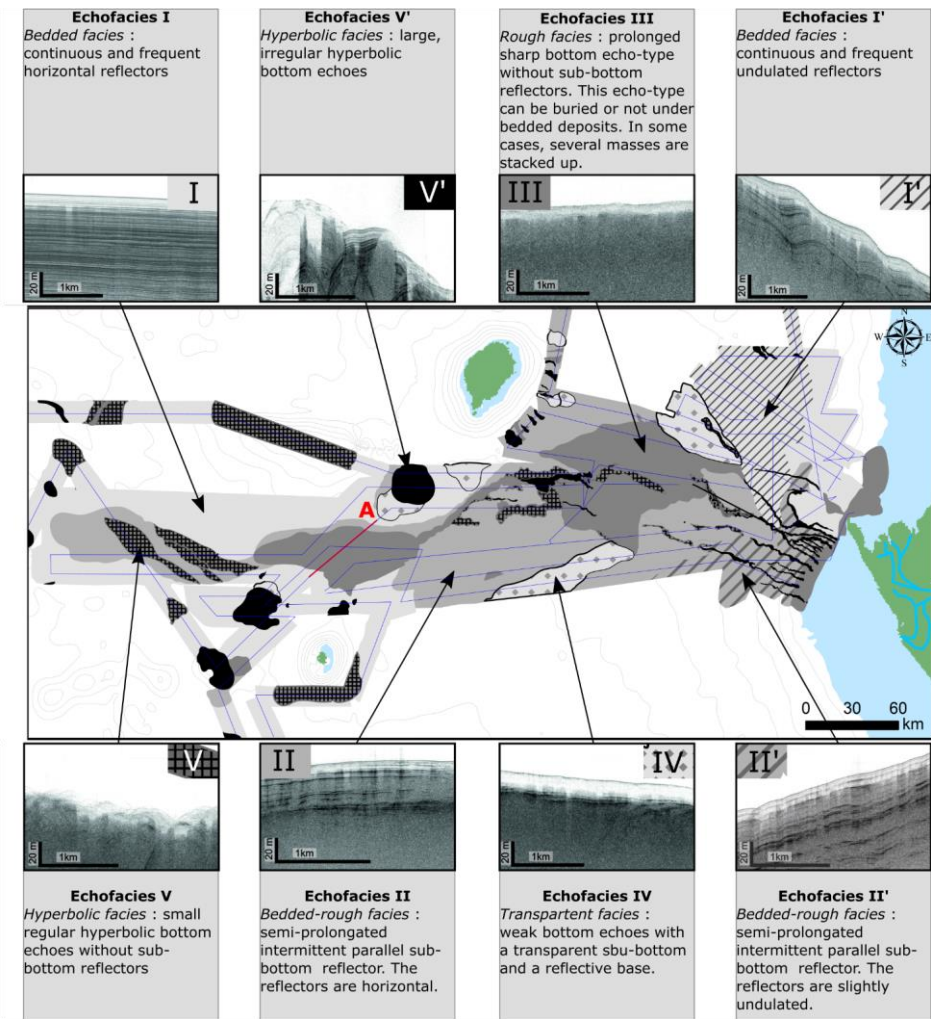 Echofacies I
Bedded facies :
continuous and frequent
horizontal reflectors
Echofacies V'
Hyperbolic facies : large,
irregular hyperbolic
bottom echoes
Echofacies III
Rough facies : prolonged
sharp bottom echo-type
without sub-bottom
reflectors. This echo-type
can be buried or not under
bedded deposits. In some
cases, several masses are
stacked up.
Echofacies I'
Bedded facies :
continuous and frequent
undulated reflectors
I
20 m
1km
V'
20 m
1km
III
20 m
1km
I'
20 m
1km
N
W
E
S
A
0 30 60
km
V
20 m
1km
II
20 m
1km
IV
20 m
1km
II'
20 m
1km
Echofacies V
Hyperbolic facies : small
regular hyperbolic bottom
echoes without sub-
bottom reflectors
Echofacies II
Bedded-rough facies :
semi-prolongated
intermittent parallel sub-
bottom reflector. The
reflectors are horizontal.
Echofacies IV
Transpartent facies :
weak bottom echoes with
a transparent sbu-bottom
and a reflective base.
Echofacies II'
Bedded-rough facies :
semi-prolongated
intermittent parallel sub-
bottom reflector. The
reflectors are slightly
undulated.